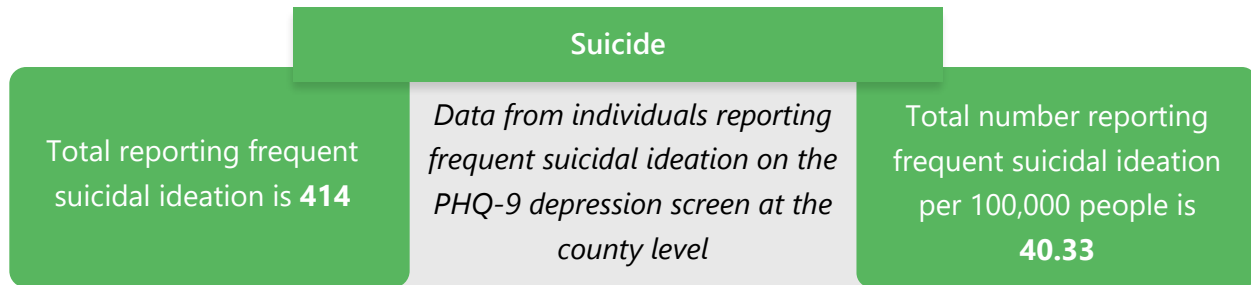 Suicide
Total reporting frequent
suicidal ideation is 414
Data from individuals reporting
frequent suicidal ideation on the
PHQ-9 depression screen at the
county level
Total number reporting
frequent suicidal ideation
per 100,000 people is
40.33